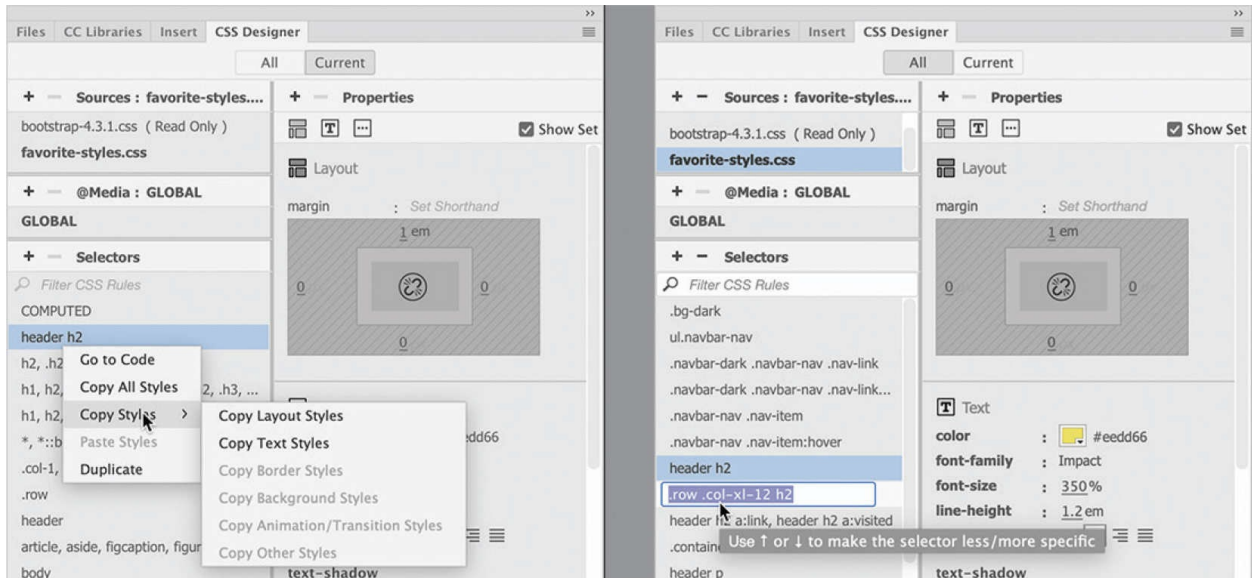 Files CC Libraries Insert CSS Designer
All Current
+ − Sources : favorite-styles....
bootstrap-4.3.1.css ( Read Only )
favorite-styles.css
+ − @Media : GLOBAL
GLOBAL
+ − Selectors
Filter CSS Rules
COMPUTED
header h2
h2, .h2
h1, h2, 2, .h3, ...
h1, h2,
*, *::b
.col-1,
.row
header
article, aside, figcaption, figur
body
Go to Code
Copy All Styles
Copy Styles >
Paste Styles
Duplicate
Copy Layout Styles
Copy Text Styles
Copy Border Styles
Copy Background Styles
Copy Animation/Transition Styles
Copy Other Styles
+ − Properties
T Show Set
Layout
margin : Set Shorthand
1 em
0 0
0
dd66
text-shadow
Files CC Libraries Insert CSS Designer
All Current
+ − Sources : favorite-styles....
bootstrap-4.3.1.css ( Read Only )
favorite-styles.css
+ − @Media : GLOBAL
GLOBAL
+ − Selectors
Filter CSS Rules
.bg-dark
ul.navbar-nav
.navbar-dark .navbar-nav .nav-link
.navbar-dark .navbar-nav .nav-link...
.navbar-nav .nav-item
.navbar-nav .nav-item:hover
header h2
.row .col-xl-12 h2
header h2 a:link, header h2 a:visited
.containe
header p
Use ↑ or ↓ to make the selector less/more specific
+ − Properties
T Show Set
Layout
margin : Set Shorthand
1 em
0 0
0
T Text
color : #eedd66
font-family : Impact
font-size : 350 %
line-height : 1.2 em
text-shadow